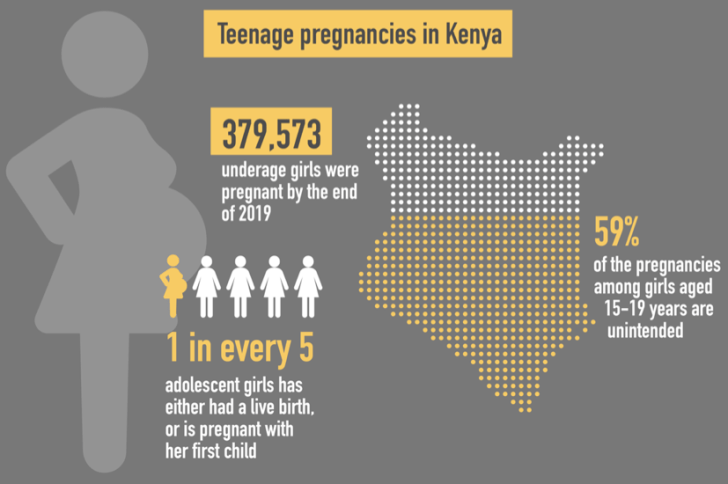 Teenage pregnancies in Kenya
379,573
underage girls were
pregnant by the end
of 2019
59%
of the pregnancies
among girls aged
15-19 years are
unintended
1 in every 5
adolescent girls has
either had a live birth,
or is pregnant with
her first child